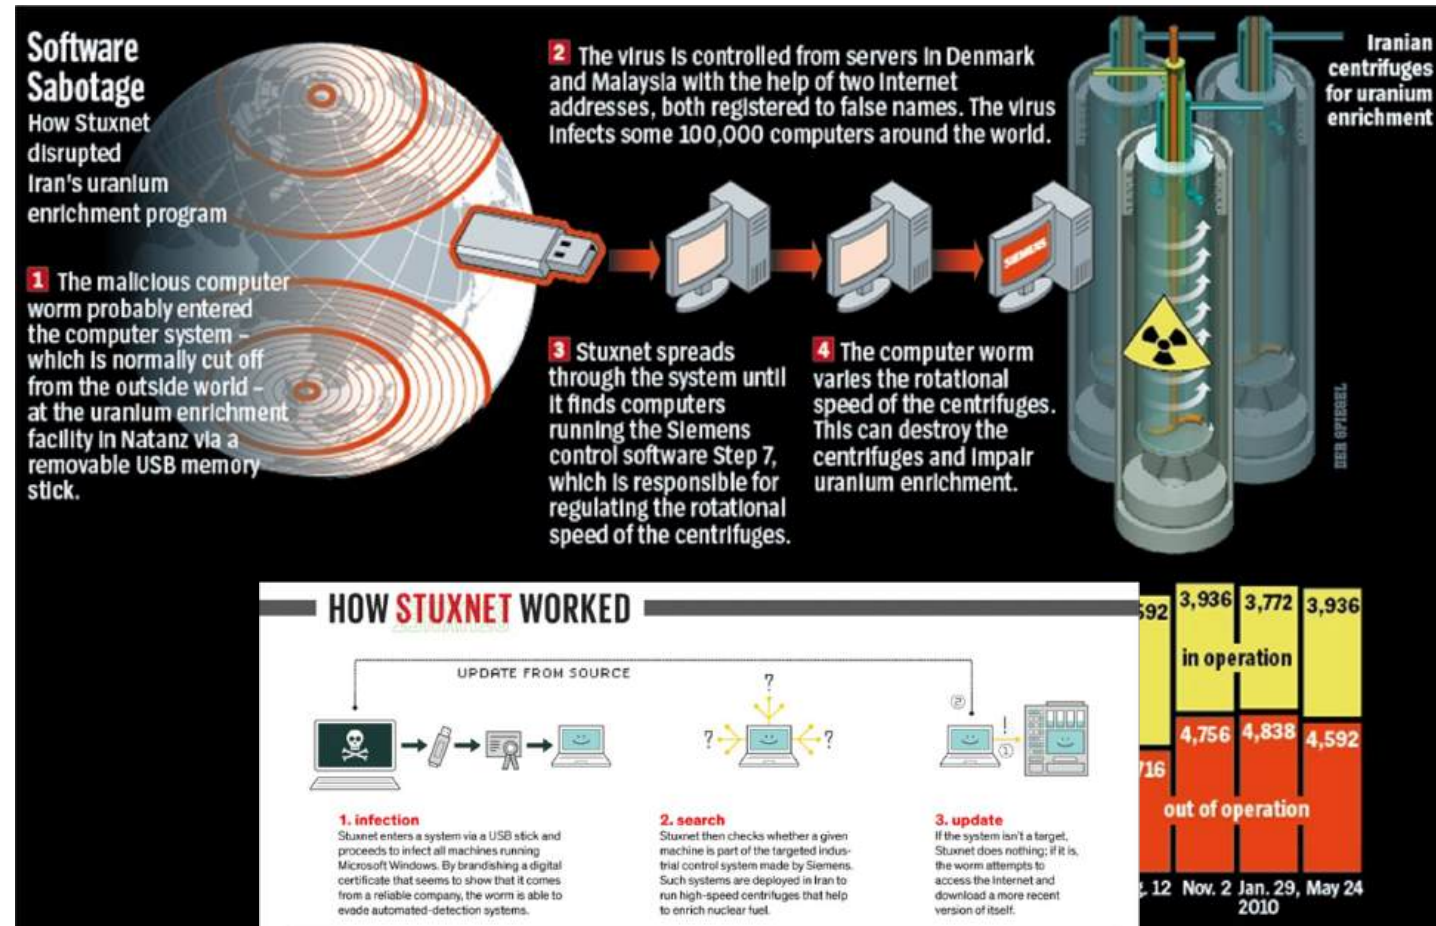 Software
Sabotage
How Stuxnet
disrupted
Iran's uranium
enrichment program
1 The malicious computer
worm probably entered
the computer system –
which is normally cut off
from the outside world –
at the uranium enrichment
facility in Natanz via a
removable USB memory
stick.
2 The virus is controlled from servers in Denmark
and Malaysia with the help of two Internet
addresses, both registered to false names. The virus
infects some 100,000 computers around the world.
SIEMENS
3 Stuxnet spreads
through the system until
it finds computers
running the Siemens
control software Step 7,
which is responsible for
regulating the rotational
speed of the centrifuges.
4 The computer worm
varies the rotational
speed of the centrifuges.
This can destroy the
centrifuges and impair
uranium enrichment.
Iranian
centrifuges
for uranium
enrichment
DER SPIEGEL
HOW STUXNET WORKED
UPDATE FROM SOURCE
? ? ?
2
! 1
1. infection
Stuxnet enters a system via a USB stick and
proceeds to infect all machines running
Microsoft Windows. By brandishing a digital
certificate that seems to show that it comes
from a reliable company, the worm is able to
evade automated-detection systems.
2. search
Stuxnet then checks whether a given
machine is part of the targeted indus-
trial control system made by Siemens.
Such systems are deployed in Iran to
run high-speed centrifuges that help
to enrich nuclear fuel.
3. update
If the system isn't a target,
Stuxnet does nothing; if it is,
the worm attempts to
access the Internet and
download a more recent
version of itself.
592 3,936 3,772 3,936
in operation
716 4,756 4,838 4,592
out of operation
. 12 Nov. 2 Jan. 29, May 24
2010